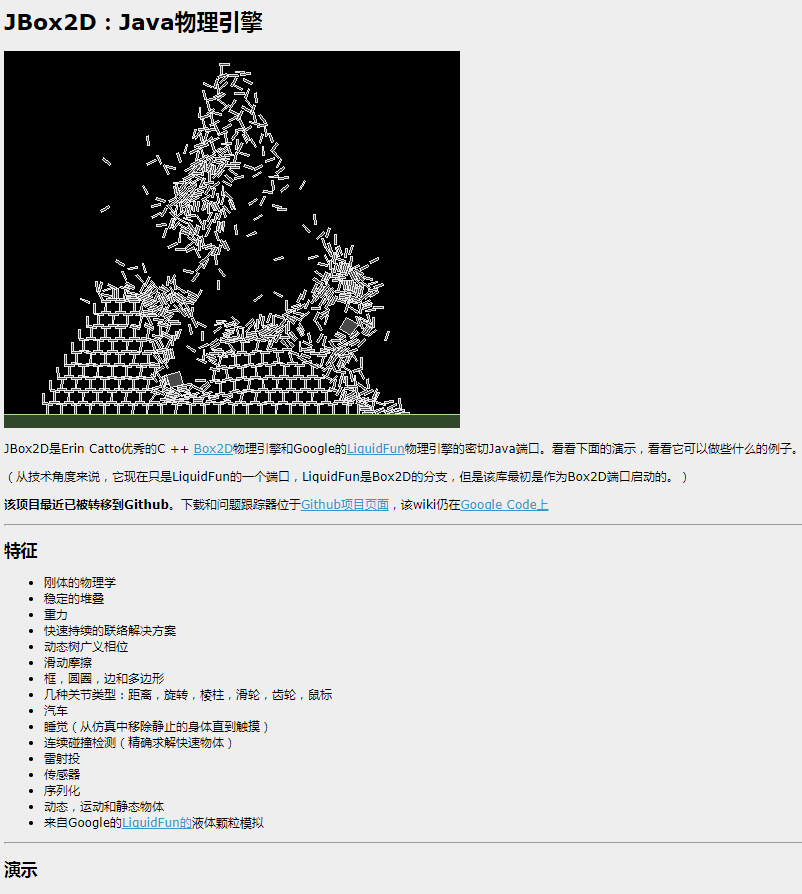 JBox2D：Java物理引擎
JBox2D是Erin Catto优秀的C ++ Box2D物理引擎和Google的LiquidFun物理引擎的密切Java端口。看看下面的演示，看看它可以做些什么的例子。
（从技术角度来说，它现在只是LiquidFun的一个端口，LiquidFun是Box2D的分支，但是该库最初是作为Box2D端口启动的。）
该项目最近已被转移到Github。下载和问题跟踪器位于Github项目页面，该wiki仍在Google Code上
特征
刚体的物理学
稳定的堆叠
重力
快速持续的联络解决方案
动态树广义相位
滑动摩擦
框，圆圈，边和多边形
几种关节类型：距离，旋转，棱柱，滑轮，齿轮，鼠标
汽车
睡觉（从仿真中移除静止的身体直到触摸）
连续碰撞检测（精确求解快速物体）
雷射投
传感器
序列化
动态，运动和静态物体
来自Google的LiquidFun的液体颗粒模拟
演示